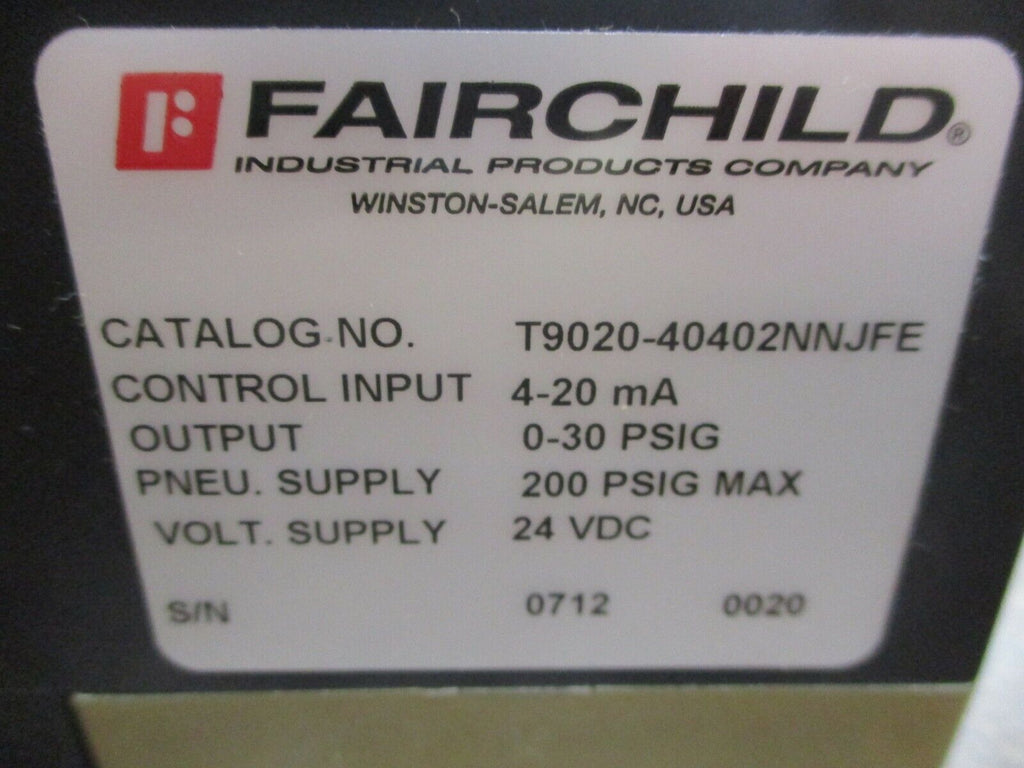 FAIRCHILD®
INDUSTRIAL PRODUCTS COMPANY
WINSTON-SALEM, NC, USA
CATALOG NO. T9020-40402NNJFE
CONTROL INPUT 4-20 mA
OUTPUT 0-30 PSIG
PNEU. SUPPLY 200 PSIG MAX
VOLT. SUPPLY 24 VDC
S/N 0712 0020